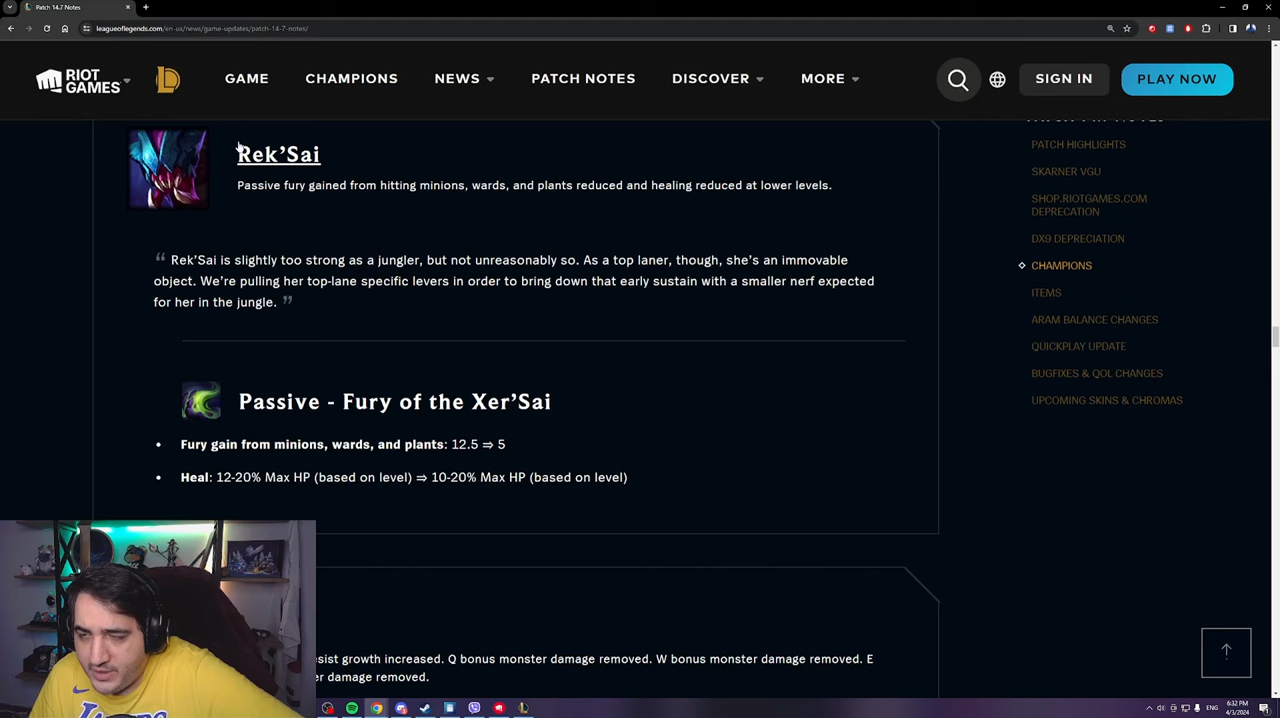 Patch 14.7 Notes
leagueoflegends.com/en-us/news/game-updates/patch-14-7-notes/
RIOT GAMES
GAME
CHAMPIONS
NEWS
PATCH NOTES
DISCOVER
MORE
SIGN IN
PLAY NOW
Rek’Sai
Passive fury gained from hitting minions, wards, and plants reduced and healing reduced at lower levels.
“ Rek’Sai is slightly too strong as a jungler, but not unreasonably so. As a top laner, though, she’s an immovable
object. We’re pulling her top-lane specific levers in order to bring down that early sustain with a smaller nerf expected
for her in the jungle. ”
Passive - Fury of the Xer’Sai
• Fury gain from minions, wards, and plants: 12.5 ⇒ 5
• Heal: 12-20% Max HP (based on level) ⇒ 10-20% Max HP (based on level)
growth increased. Q bonus monster damage removed. W bonus monster damage removed. E
damage removed.
PATCH HIGHLIGHTS
SKARNER VGU
SHOP.RIOTGAMES.COM
DEPRECATION
DX9 DEPRECIATION
CHAMPIONS
ITEMS
ARAM BALANCE CHANGES
QUICKPLAY UPDATE
BUGFIXES & QOL CHANGES
UPCOMING SKINS & CHROMAS
ENG
6:32 PM
4/3/2024